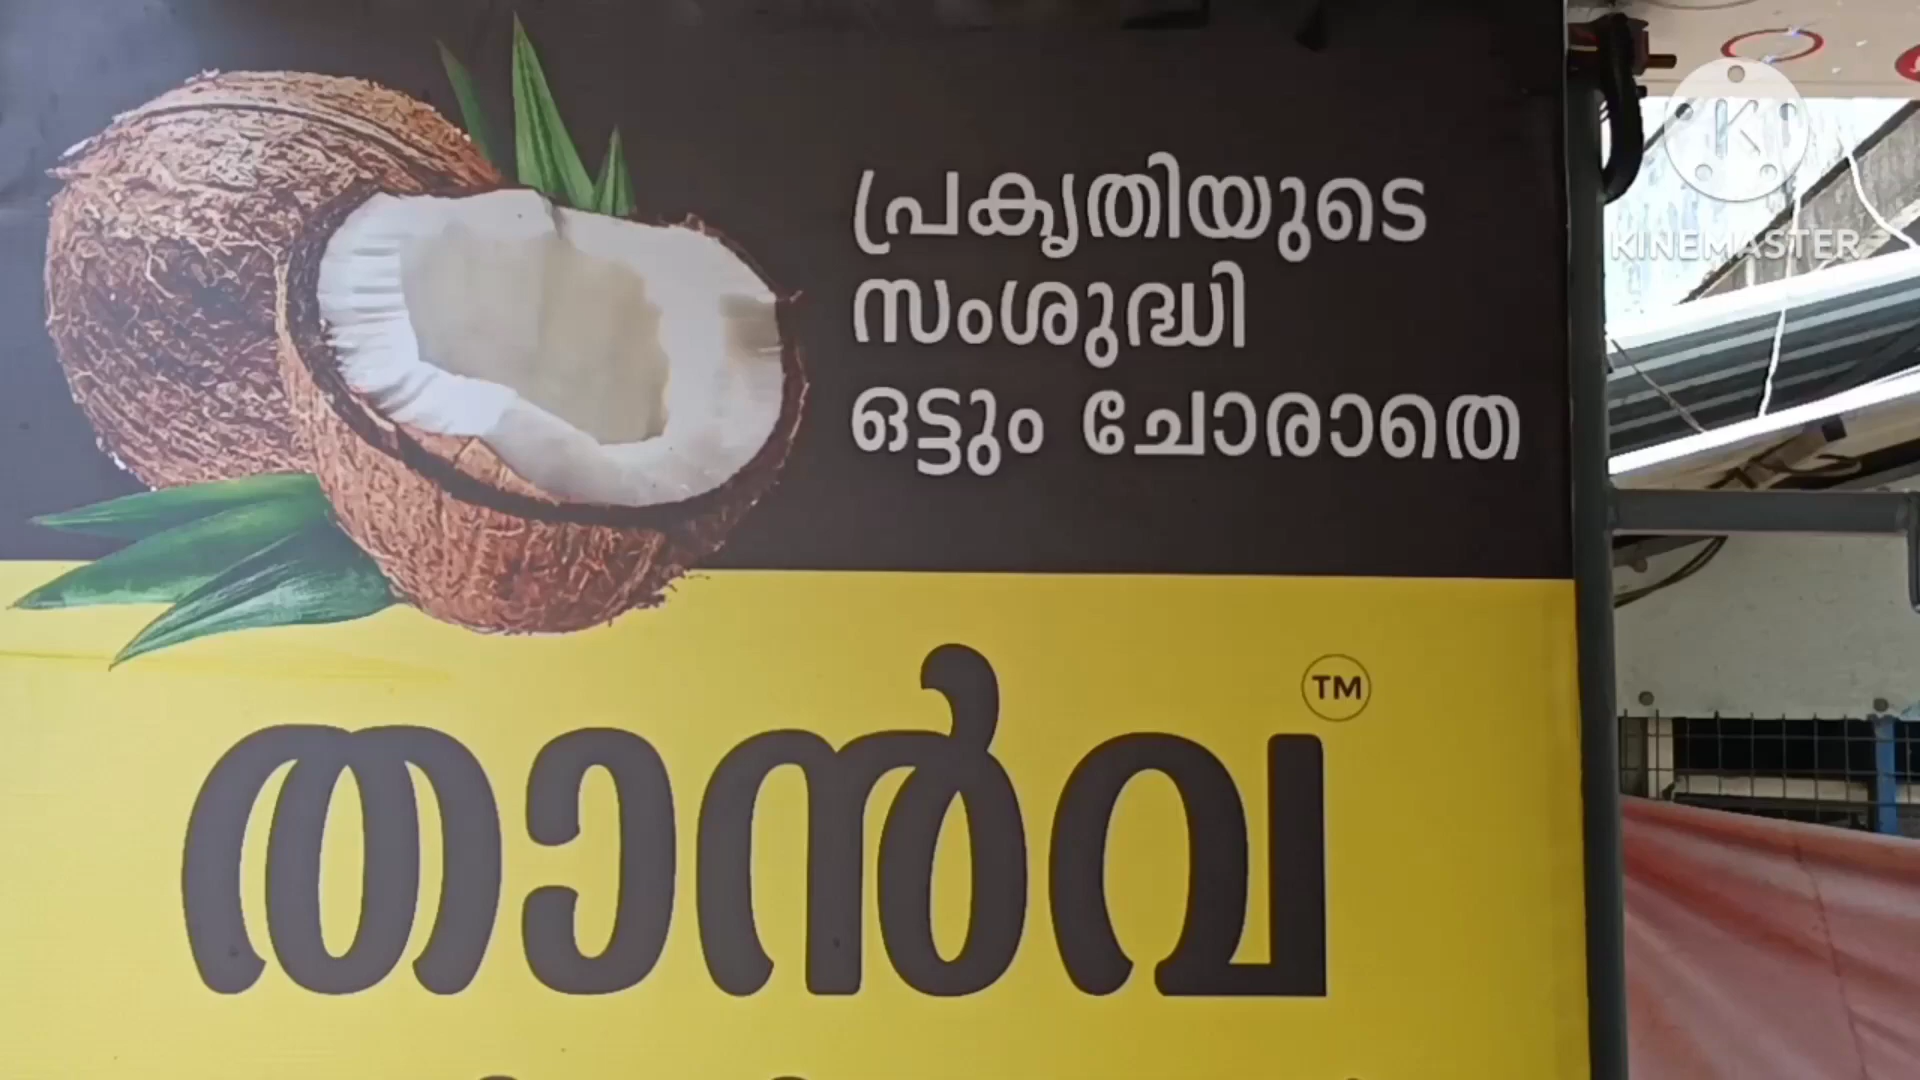 പ്രകൃതിയുടെ
സംശുദ്ധി
ഒട്ടും ചോരാതെ
താൻവ
TM
KINEMASTER